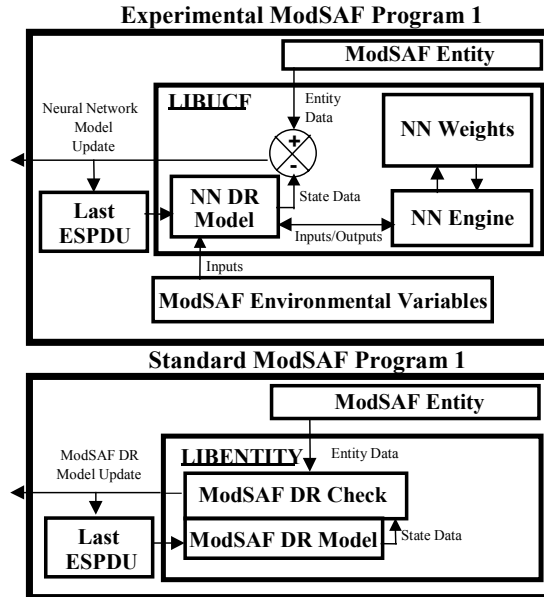 Experimental ModSAF Program 1
ModSAF Entity
LIBUCF
Entity
Data
Neural Network
Model
Update
+
-
NN Weights
NN DR
Model
State Data
Last
ESPDU
NN Engine
Inputs/Outputs
Inputs
ModSAF Environmental Variables
Standard ModSAF Program 1
ModSAF Entity
LIBENTITY
Entity Data
ModSAF DR
Model Update
ModSAF DR Check
Last
ESPDU
ModSAF DR Model
State Data